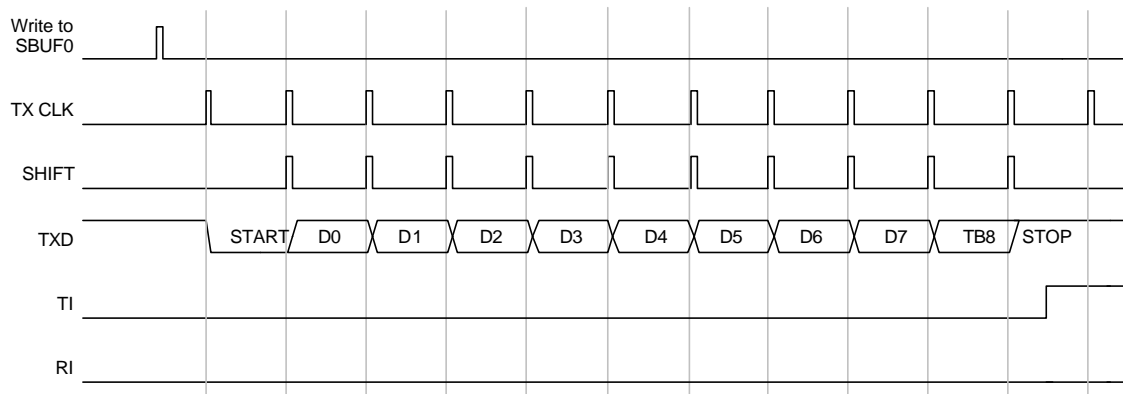 Write to
SBUF0
TX CLK
SHIFT
TXD
START D0 D1 D2 D3 D4 D5 D6 D7 TB8 STOP
TI
RI